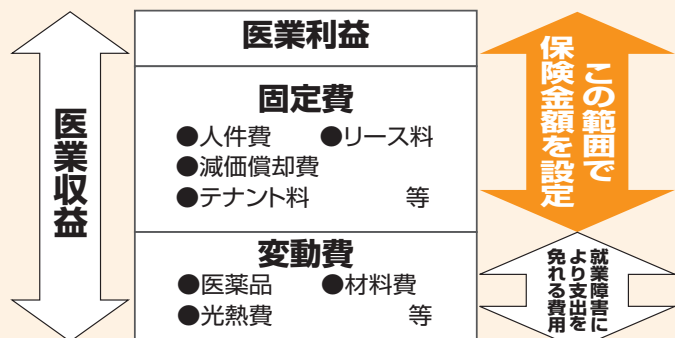 医業収益
医業利益
固定費
●人件費 ●リース料
●減価償却費
●テナント料 等
変動費
●医薬品 ●材料費
●光熱費 等
この範囲で
保険金額を設定
就業障害に
より支出を
免れる費用